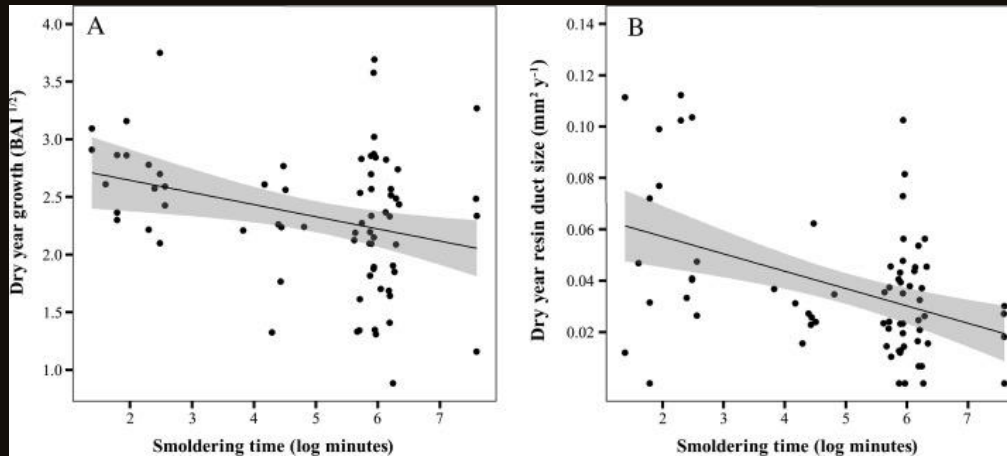 A
Dry year growth (BAI ^1/2)
4.0
3.5
3.0
2.5
2.0
1.5
1.0
2 3 4 5 6 7
Smoldering time (log minutes)
B
Dry year resin duct size (mm² y⁻¹)
0.14
0.12
0.10
0.08
0.06
0.04
0.02
2 3 4 5 6 7
Smoldering time (log minutes)